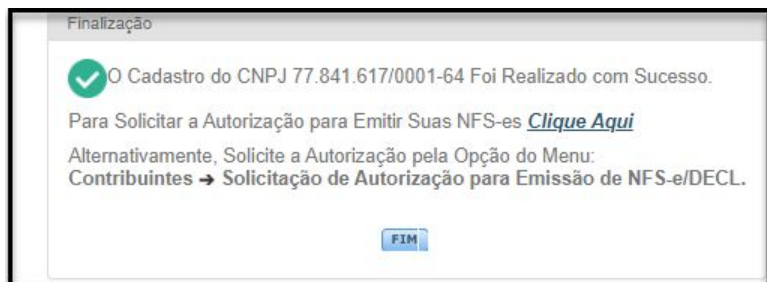 Finalização
O Cadastro do CNPJ 77.841.617/0001-64 Foi Realizado com Sucesso.
Para Solicitar a Autorização para Emitir Suas NFS-es Clique Aqui
Alternativamente, Solicite a Autorização pela Opção do Menu:
Contribuintes → Solicitação de Autorização para Emissão de NFS-e/DECL.
FIM